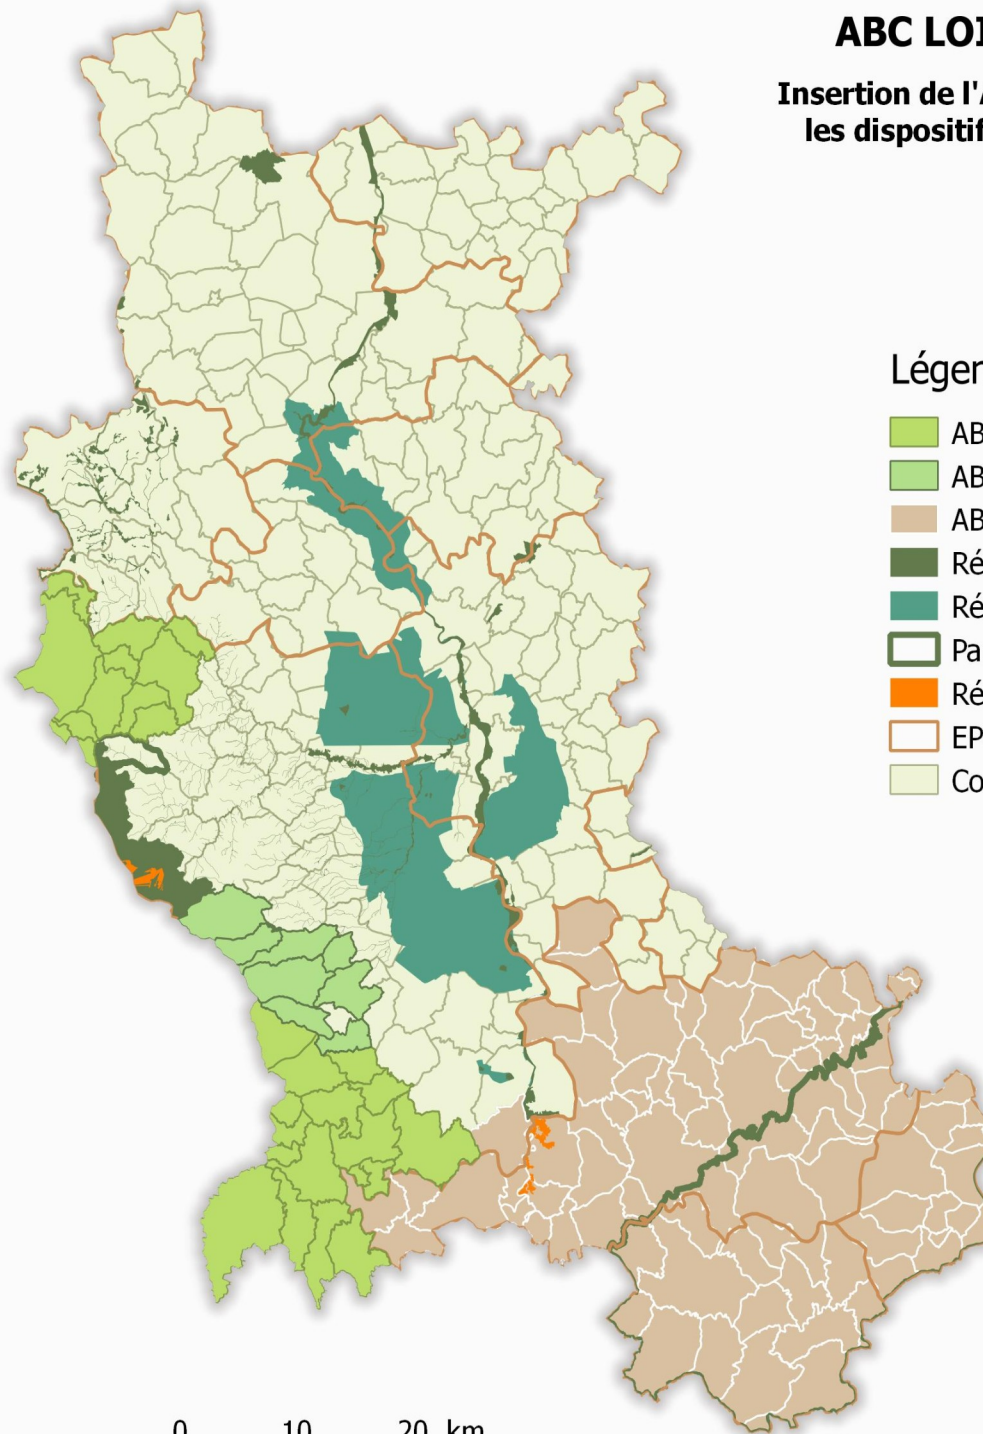 ABC LOI
Insertion de l'A
les dispositif
Léger
AB
AB
AB
Ré
Ré
Pa
Ré
EP
Co
0 10 20 km